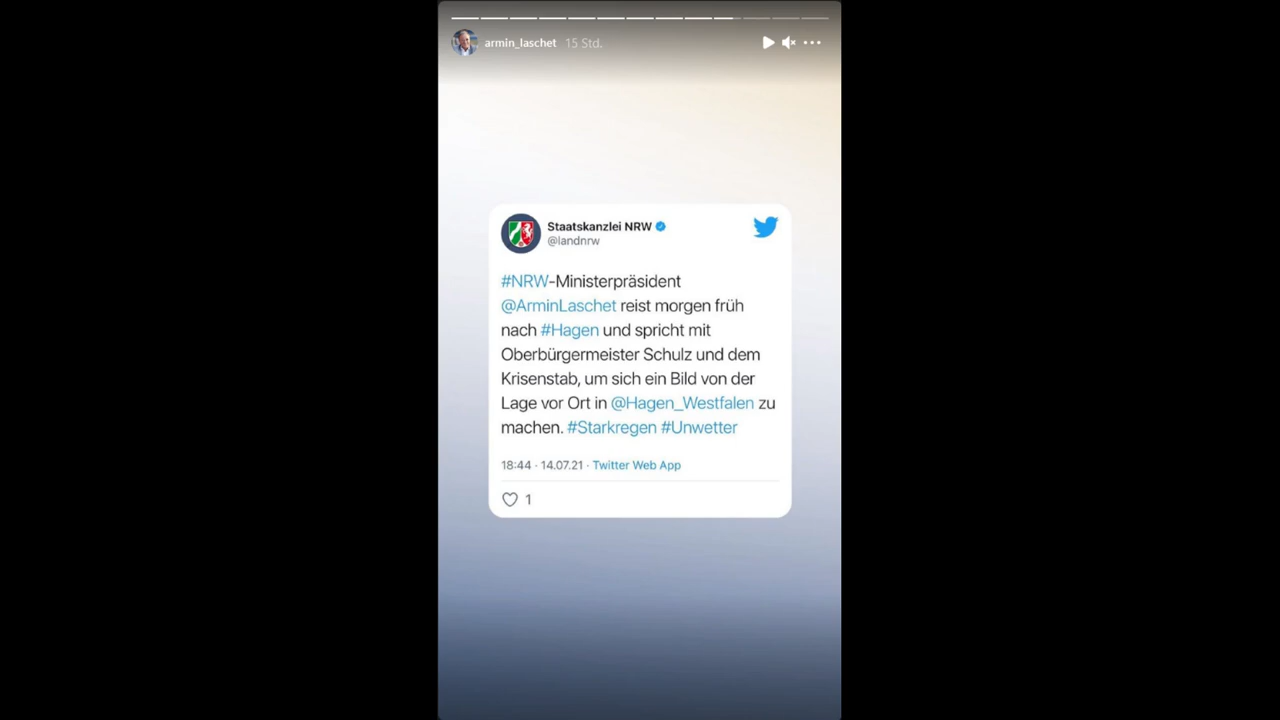 armin_laschet 15 Std.
Staatskanzlei NRW
@landnrw
#NRW-Ministerpräsident
@ArminLaschet reist morgen früh
nach #Hagen und spricht mit
Oberbürgermeister Schulz und dem
Krisenstab, um sich ein Bild von der
Lage vor Ort in @Hagen_Westfalen zu
machen. #Starkregen #Unwetter
18:44 · 14.07.21 · Twitter Web App
1